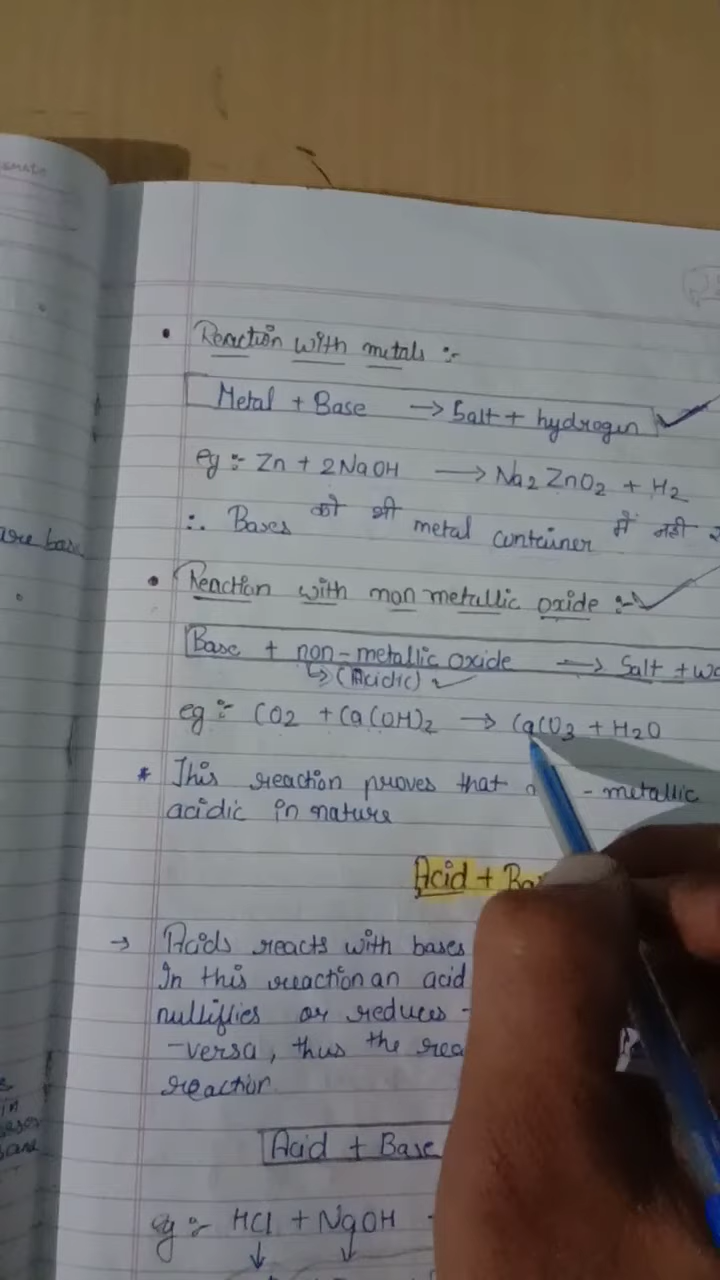 • Reaction with metals :-
Metal + Base → Salt + hydrogen
eg :- Zn + 2NaOH → Na2ZnO2 + H2
∴ Bases को भी metal container में नही
are base
• Reaction with non metallic oxide :-
Base + non-metallic oxide → Salt +
↳ (Acidic)
eg :- CO2 + Ca(OH)2 → CaCO3 + H2O
* This reaction proves that - metallic
acidic in nature
Acid +
→ Acids reacts with bases
In this reaction an acid
nullifies or reduces
-versa, thus the
reaction
Acid + Base
eg :- HCl + NaOH